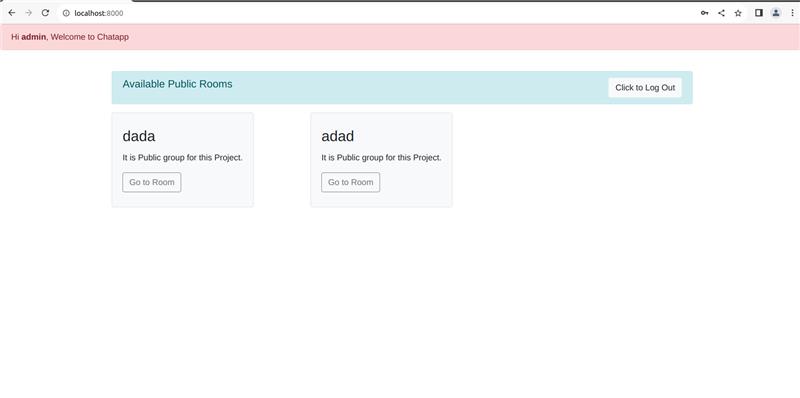 localhost:8000
Hi admin, Welcome to Chatapp
Available Public Rooms
Click to Log Out
dada
It is Public group for this Project.
Go to Room
adad
It is Public group for this Project.
Go to Room